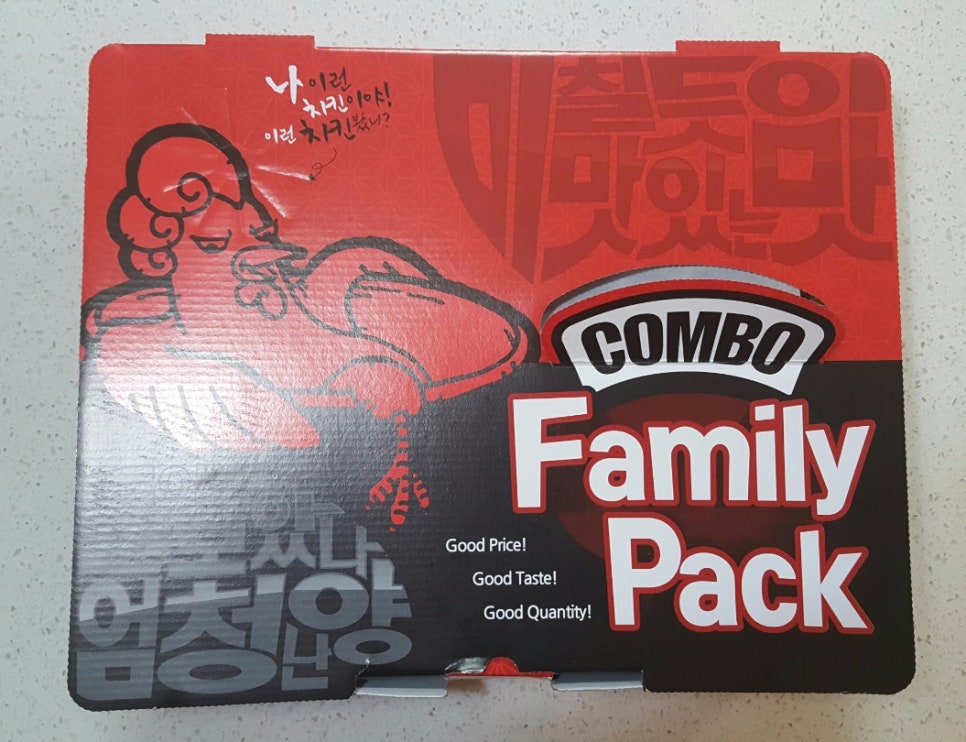 나 이런
치킨이야!
이런 치킨봤니?
미칠듯이
맛있는맛
COMBO
Family
Pack
Good Price!
Good Taste!
Good Quantity!
엄청난양